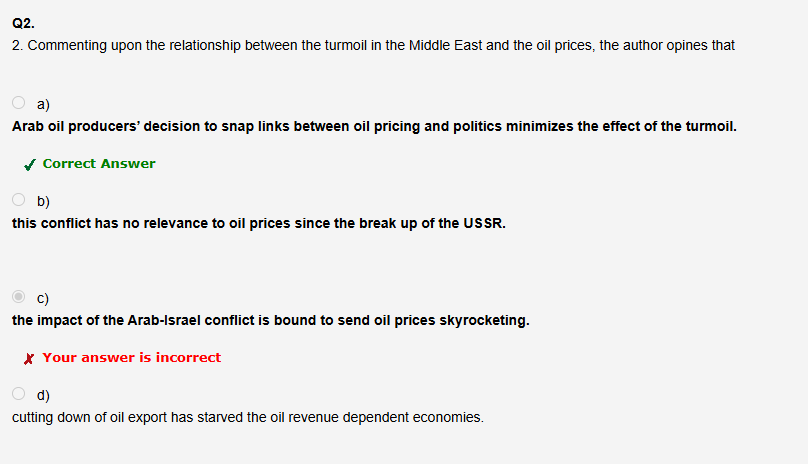 Q2.
2. Commenting upon the relationship between the turmoil in the Middle East and the oil prices, the author opines that
a)
Arab oil producers' decision to snap links between oil pricing and politics minimizes the effect of the turmoil.
✓ Correct Answer
b)
this conflict has no relevance to oil prices since the break up of the USSR.
c)
the impact of the Arab-Israel conflict is bound to send oil prices skyrocketing.
✗ Your answer is incorrect
d)
cutting down of oil export has starved the oil revenue dependent economies.